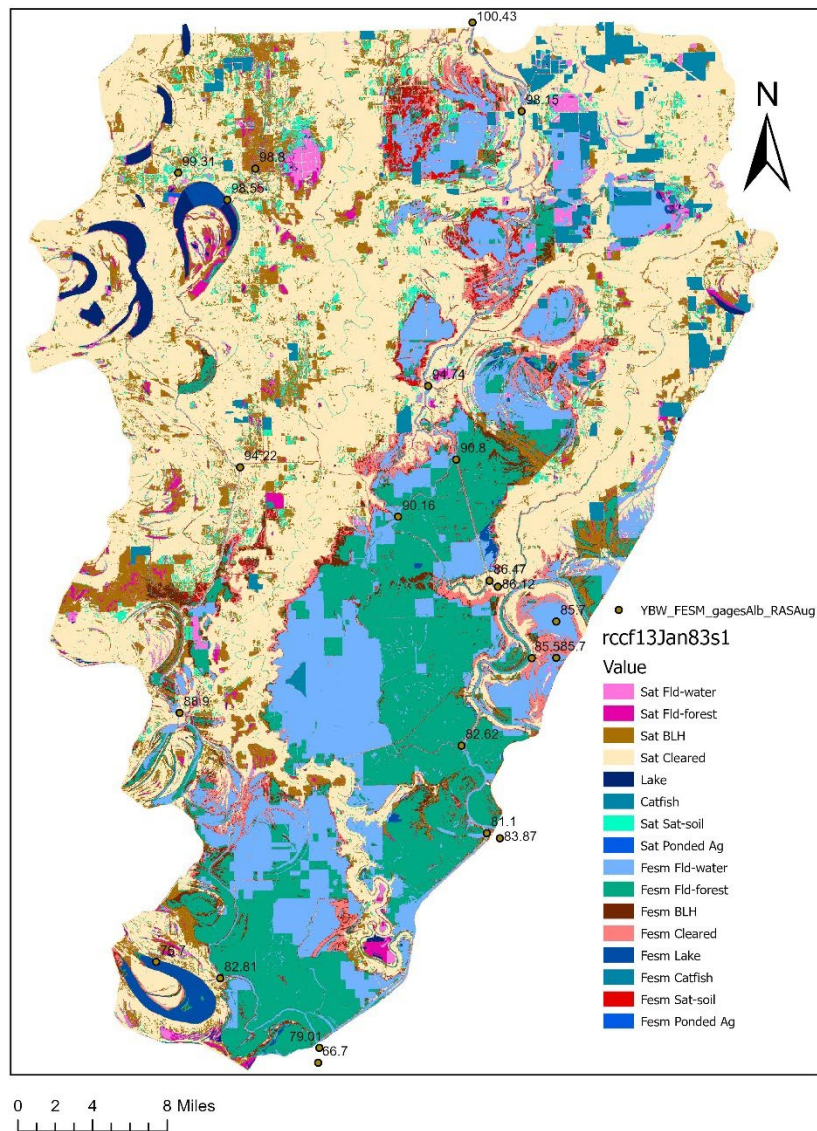 100.43
98.15
N
99.31
98.8
98.55
94.74
94.22
90.8
90.16
86.47
86.12
YBW_FESM_gagesAlb_RASAug
85.7
rccf13Jan83s1
85.585.7
Value
Sat Fld-water
Sat Fld-forest
88.9
Sat BLH
82.62
Sat Cleared
Lake
Catfish
Sat Sat-soil
81.1
83.87
Sat Ponded Ag
Fesm Fld-water
Fesm Fld-forest
Fesm BLH
Fesm Cleared
75
82.81
Fesm Lake
Fesm Catfish
Fesm Sat-soil
79.01
66.7
Fesm Ponded Ag
0 2 4 8 Miles